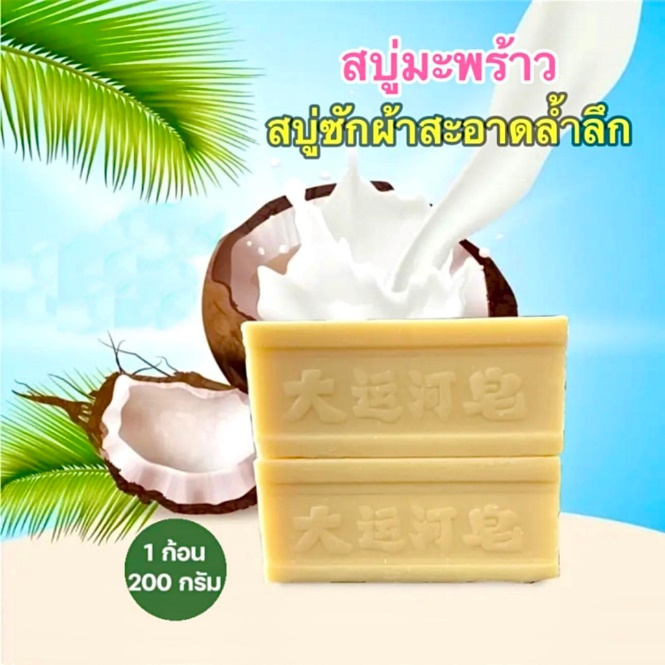 สบู่มะพร้าว
สบู่ซักผ้าสะอาดล้ำลึก
大运河皂
大运河皂
1 ก้อน
200 กรัม